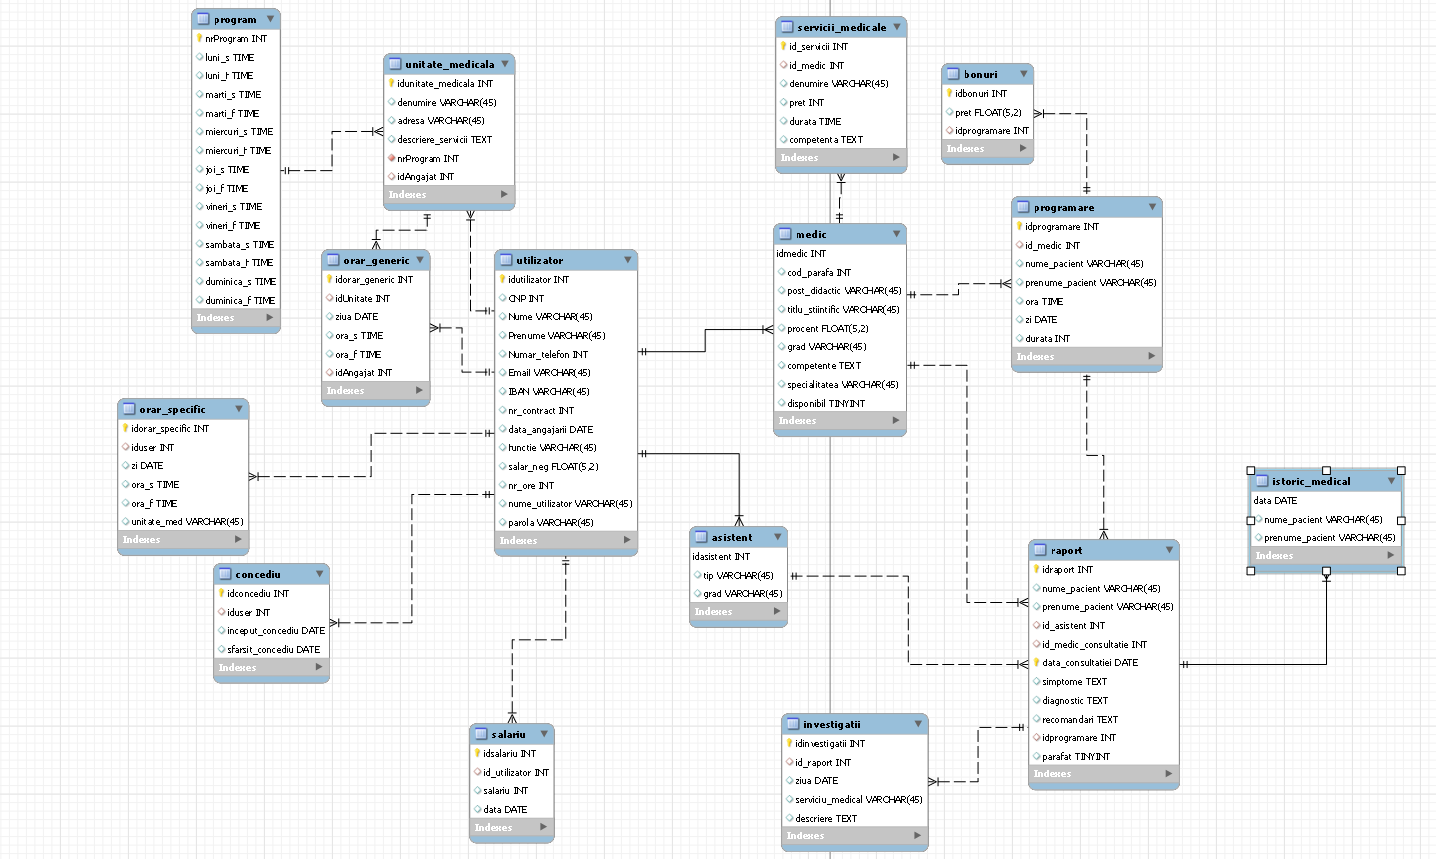 program
nrProgram INT
luni_s TIME
luni_f TIME
marti_s TIME
marti_f TIME
miercuri_s TIME
miercuri_f TIME
joi_s TIME
joi_f TIME
vineri_s TIME
vineri_f TIME
sambata_s TIME
sambata_f TIME
duminica_s TIME
duminica_f TIME
Indexes
unitate_medicala
idunitate_medicala INT
denumire VARCHAR(45)
adresa VARCHAR(45)
descriere_servicii TEXT
nrProgram INT
idAngajat INT
Indexes
servicii_medicale
id_servicii INT
id_medic INT
denumire VARCHAR(45)
pret INT
durata TIME
competenta TEXT
Indexes
bonuri
idbonuri INT
pret FLOAT(5,2)
idprogramare INT
Indexes
orar_generic
idorar_generic INT
idUnitate INT
ziua DATE
ora_s TIME
ora_f TIME
idAngajat INT
Indexes
utilizator
idutilizator INT
CNP INT
Nume VARCHAR(45)
Prenume VARCHAR(45)
Numar_telefon INT
Email VARCHAR(45)
IBAN VARCHAR(45)
nr_contract INT
data_angajarii DATE
functie VARCHAR(45)
salar_neg FLOAT(5,2)
nr_ore INT
nume_utilizator VARCHAR(45)
parola VARCHAR(45)
Indexes
medic
idmedic INT
cod_parafa INT
post_didactic VARCHAR(45)
titlu_stiintific VARCHAR(45)
procent FLOAT(5,2)
grad VARCHAR(45)
competente TEXT
specialitatea VARCHAR(45)
disponibil TINYINT
Indexes
programare
idprogramare INT
id_medic INT
nume_pacient VARCHAR(45)
prenume_pacient VARCHAR(45)
ora TIME
zi DATE
durata INT
Indexes
orar_specific
idorar_specific INT
iduser INT
zi DATE
ora_s TIME
ora_f TIME
unitate_med VARCHAR(45)
Indexes
concediu
idconcediu INT
iduser INT
inceput_concediu DATE
sfarsit_concediu DATE
Indexes
asistent
idasistent INT
tip VARCHAR(45)
grad VARCHAR(45)
Indexes
istoric_medical
data DATE
nume_pacient VARCHAR(45)
prenume_pacient VARCHAR(45)
Indexes
raport
idraport INT
nume_pacient VARCHAR(45)
prenume_pacient VARCHAR(45)
id_asistent INT
id_medic_consultatie INT
data_consultatiei DATE
simptome TEXT
diagnostic TEXT
recomandari TEXT
idprogramare INT
parafat TINYINT
Indexes
salariu
idsalariu INT
id_utilizator INT
salariu INT
data DATE
Indexes
investigatii
idinvestigatii INT
id_raport INT
ziua DATE
serviciu_medical VARCHAR(45)
descriere TEXT
Indexes